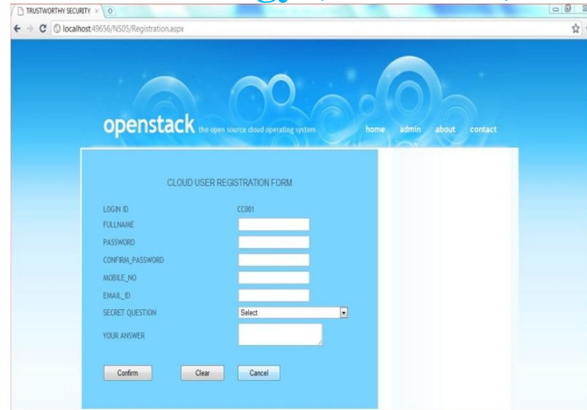 TRUSTWORTHY SECURITY
localhost:49656/NS05/Registration.aspx
openstack the open source cloud operating system
home admin about contact
CLOUD USER REGISTRATION FORM
LOGIN ID CC001
FULLNAME
PASSWORD
CONFIRM_PASSWORD
MOBILE_NO
EMAIL_ID
SECRET QUESTION Select
YOUR ANSWER
Confirm Clear Cancel